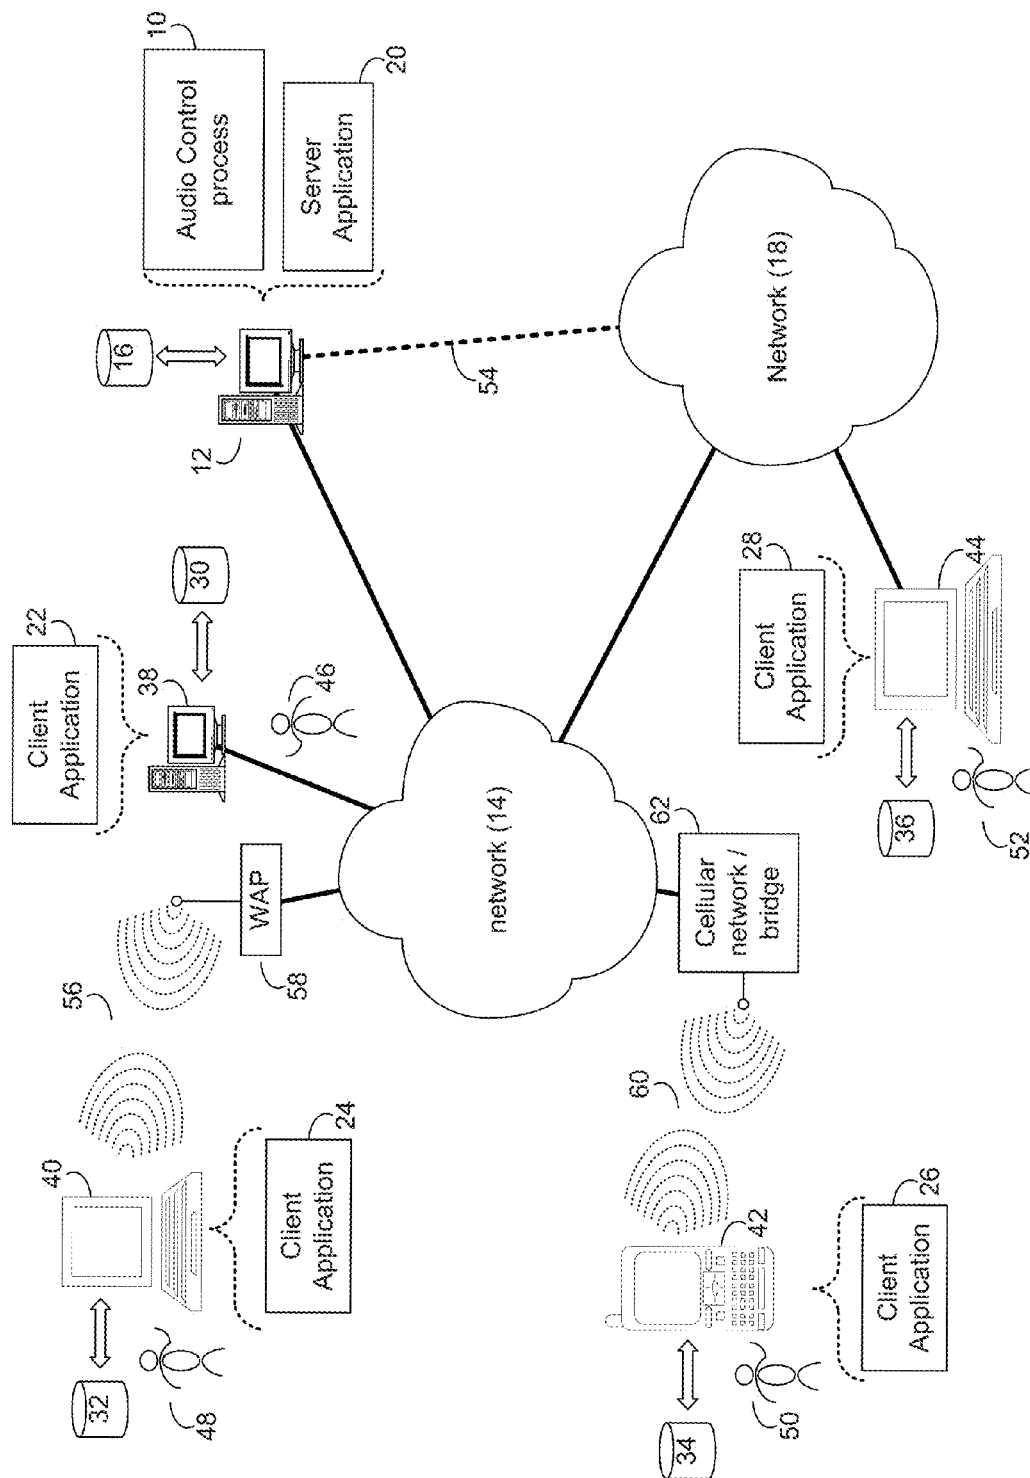 32
40
48
Client
Application
24
56
WAP
58
Client
Application
22
38
30
46
16
12
Audio Control
process
10
Server
Application
20
54
network (14)
Network (18)
34
42
50
Client
Application
26
60
Cellular
network /
bridge
62
Client
Application
28
44
36
52